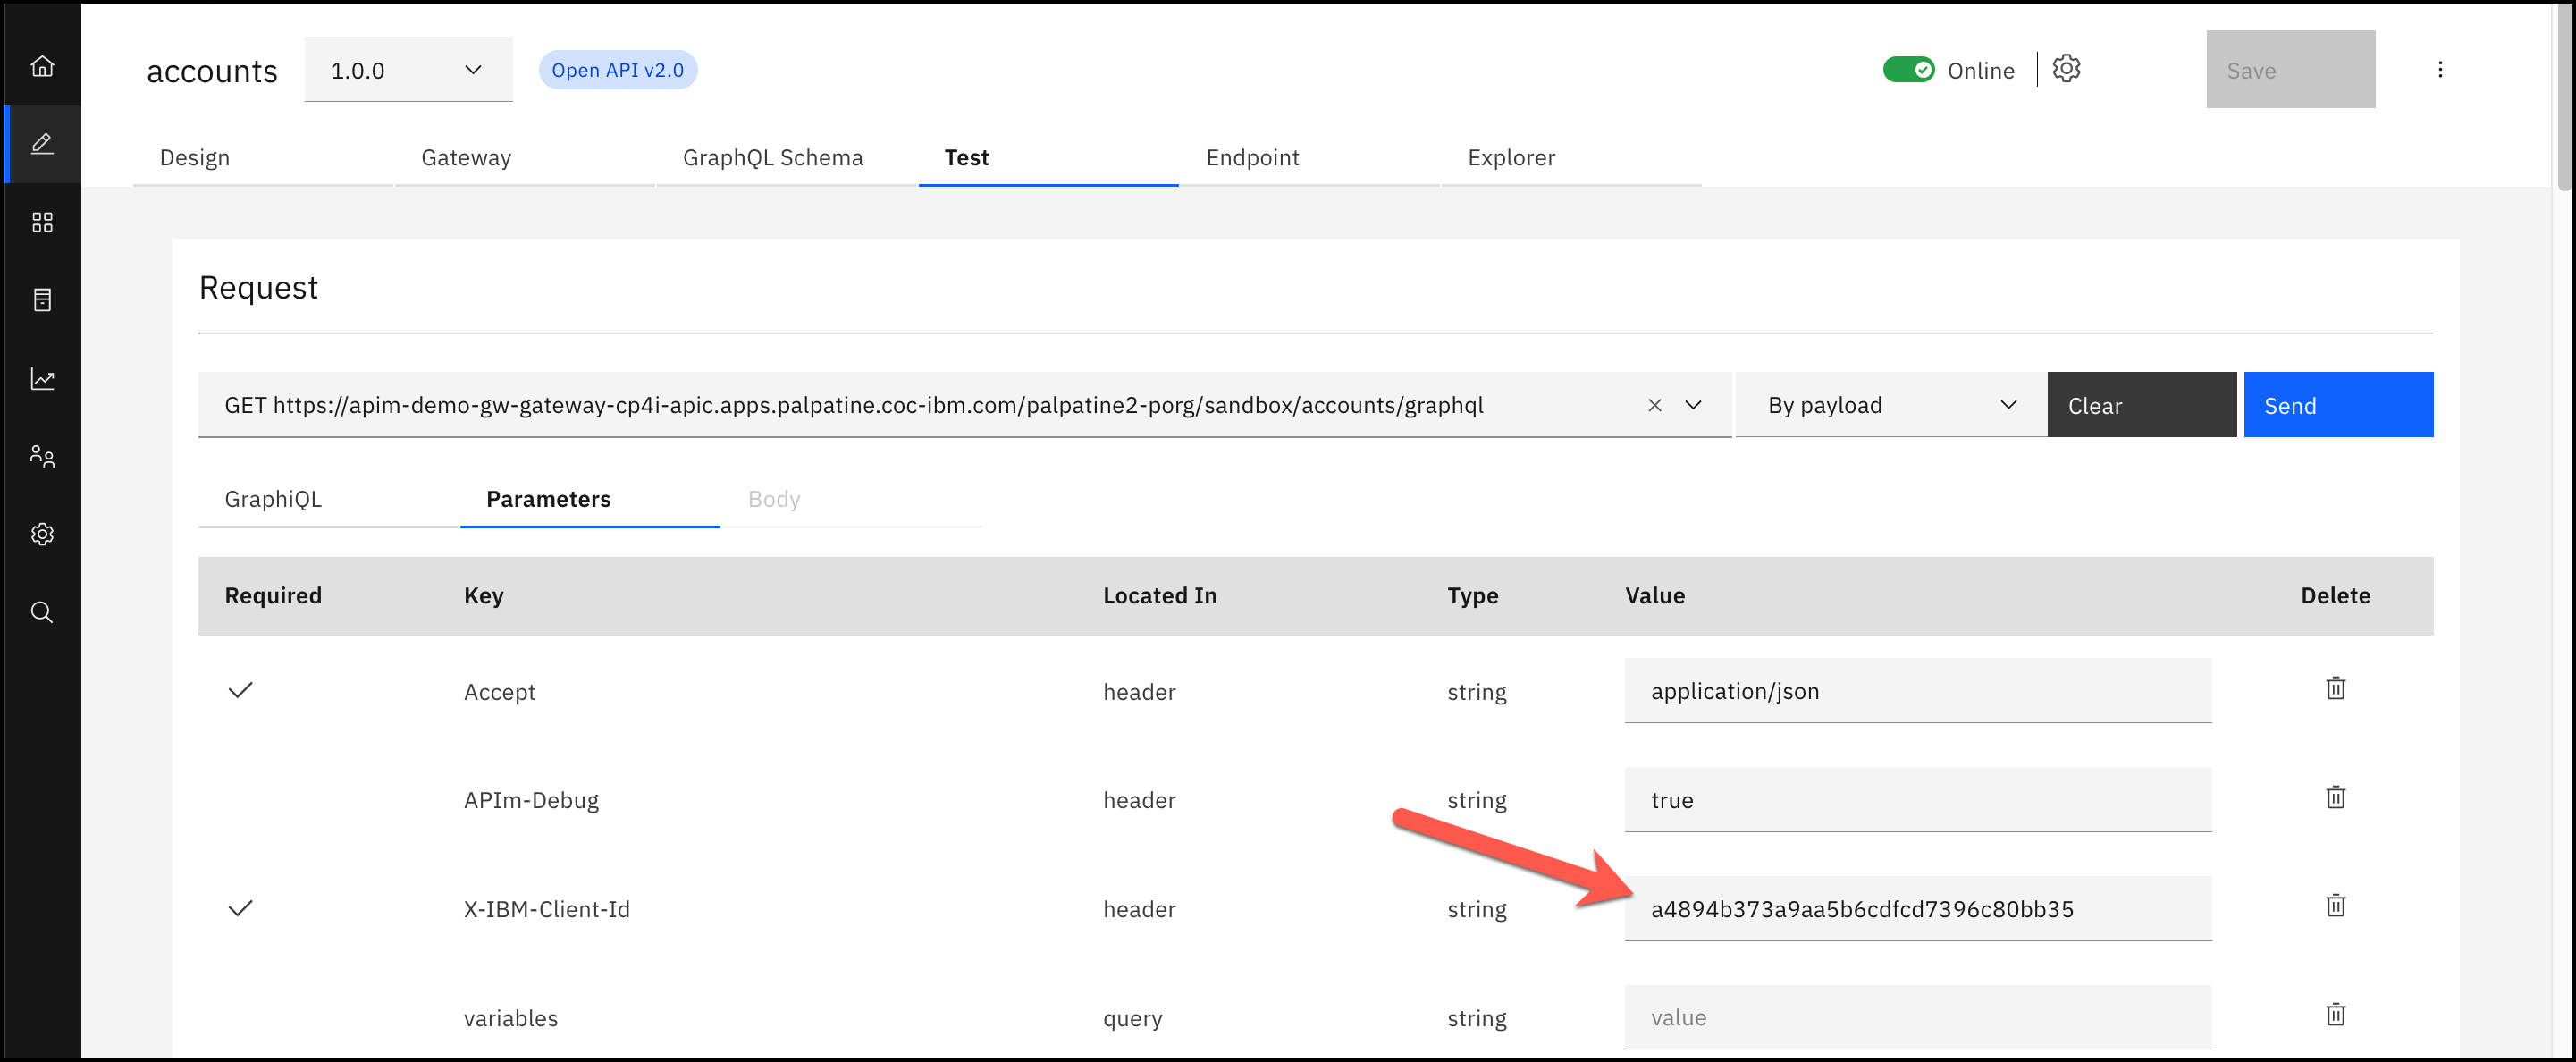 accounts 1.0.0 Open API v2.0 Online Save
Design Gateway GraphQL Schema Test Endpoint Explorer
Request
GET https://apim-demo-gw-gateway-cp4i-apic.apps.palpatine.coc-ibm.com/palpatine2-porg/sandbox/accounts/graphql By payload Clear Send
GraphiQL Parameters Body
Required Key Located In Type Value Delete
Accept header string application/json
APIm-Debug header string true
X-IBM-Client-Id header string a4894b373a9aa5b6cdfcd7396c80bb35
variables query string value